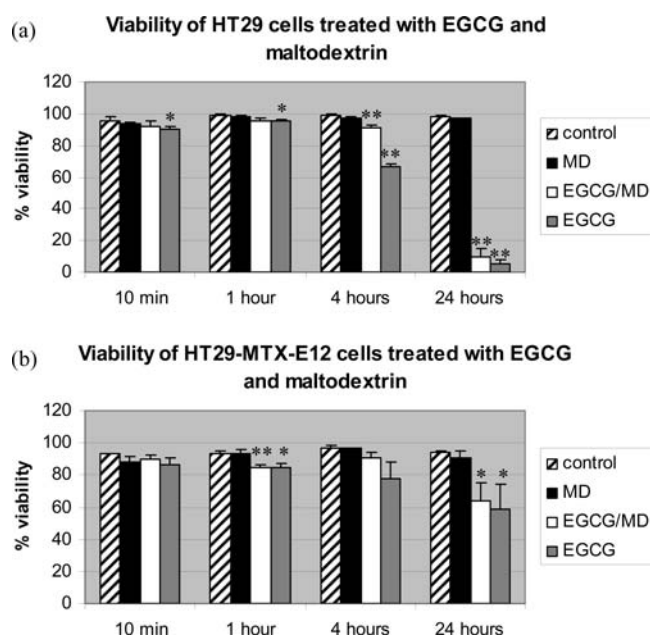 (a)
Viability of HT29 cells treated with EGCG and
maltodextrin
120
100
80
60
40
20
0
% viability
*
*
**
**
**
**
10 min
1 hour
4 hours
24 hours
control
MD
EGCG/MD
EGCG
(b)
Viability of HT29-MTX-E12 cells treated with EGCG
and maltodextrin
120
100
80
60
40
20
0
% viability
**
*
*
*
10 min
1 hour
4 hours
24 hours
control
MD
EGCG/MD
EGCG